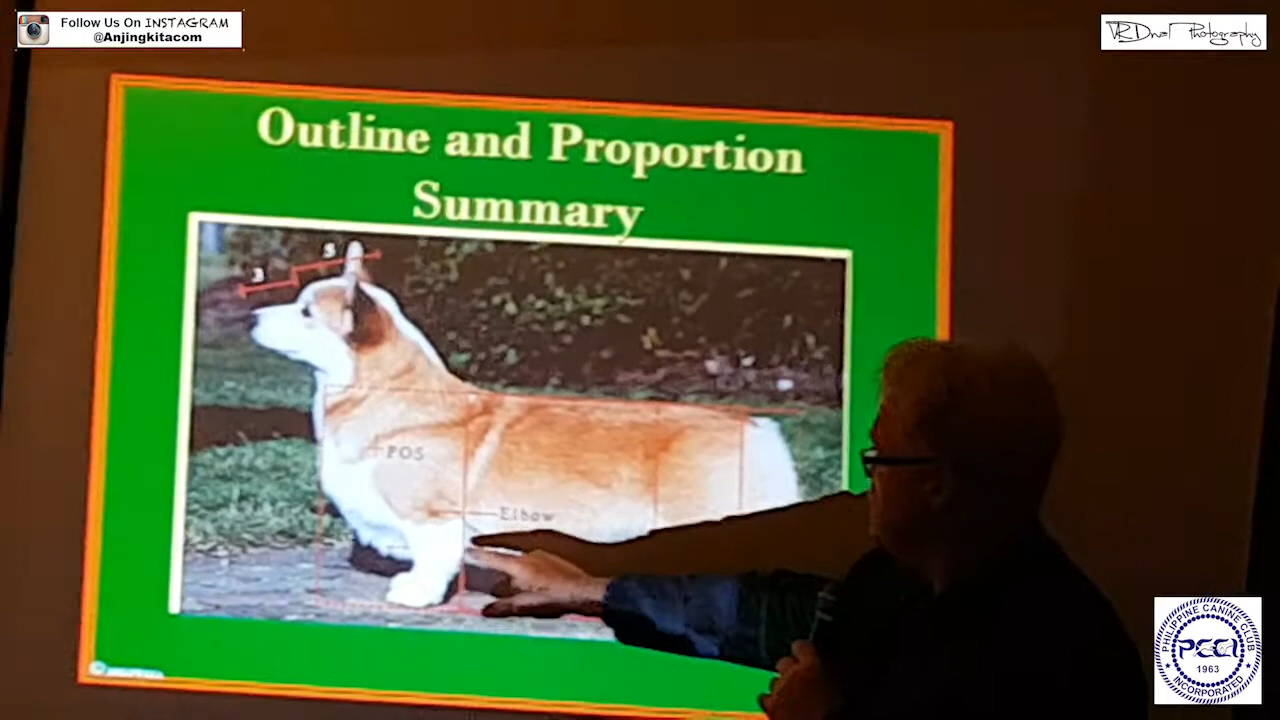 Follow Us On INSTAGRAM
@Anjingkitacom
VRDnal Photography
Outline and Proportion
Summary
3
5
POS
Elbow
PHILIPPINE CANINE CLUB
PCCI
1963
INCORPORATED